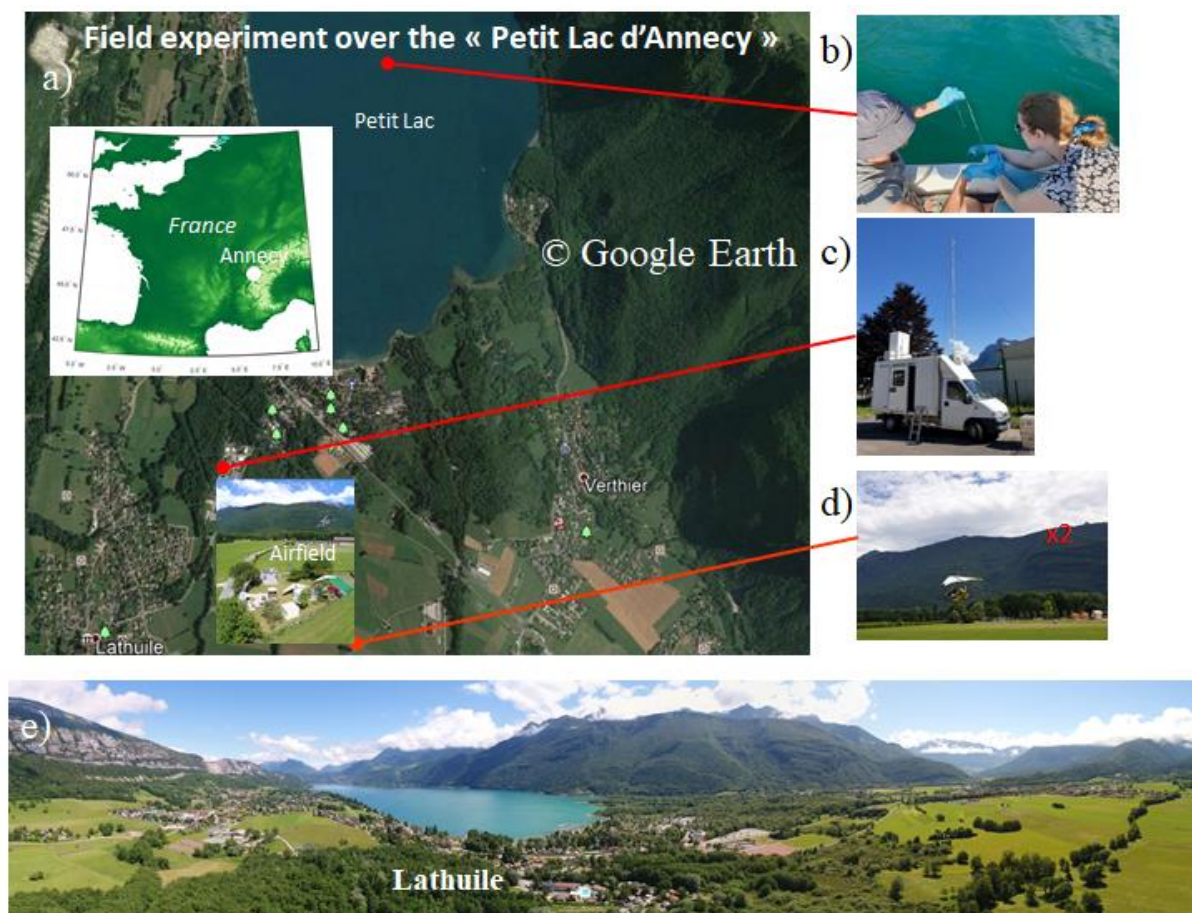 Field experiment over the « Petit Lac d'Annecy »
a)
Petit Lac
France
Annecy
© Google Earth
Verthier
Airfield
Lathuile
b)
c)
d)
x2
e)
Lathuile